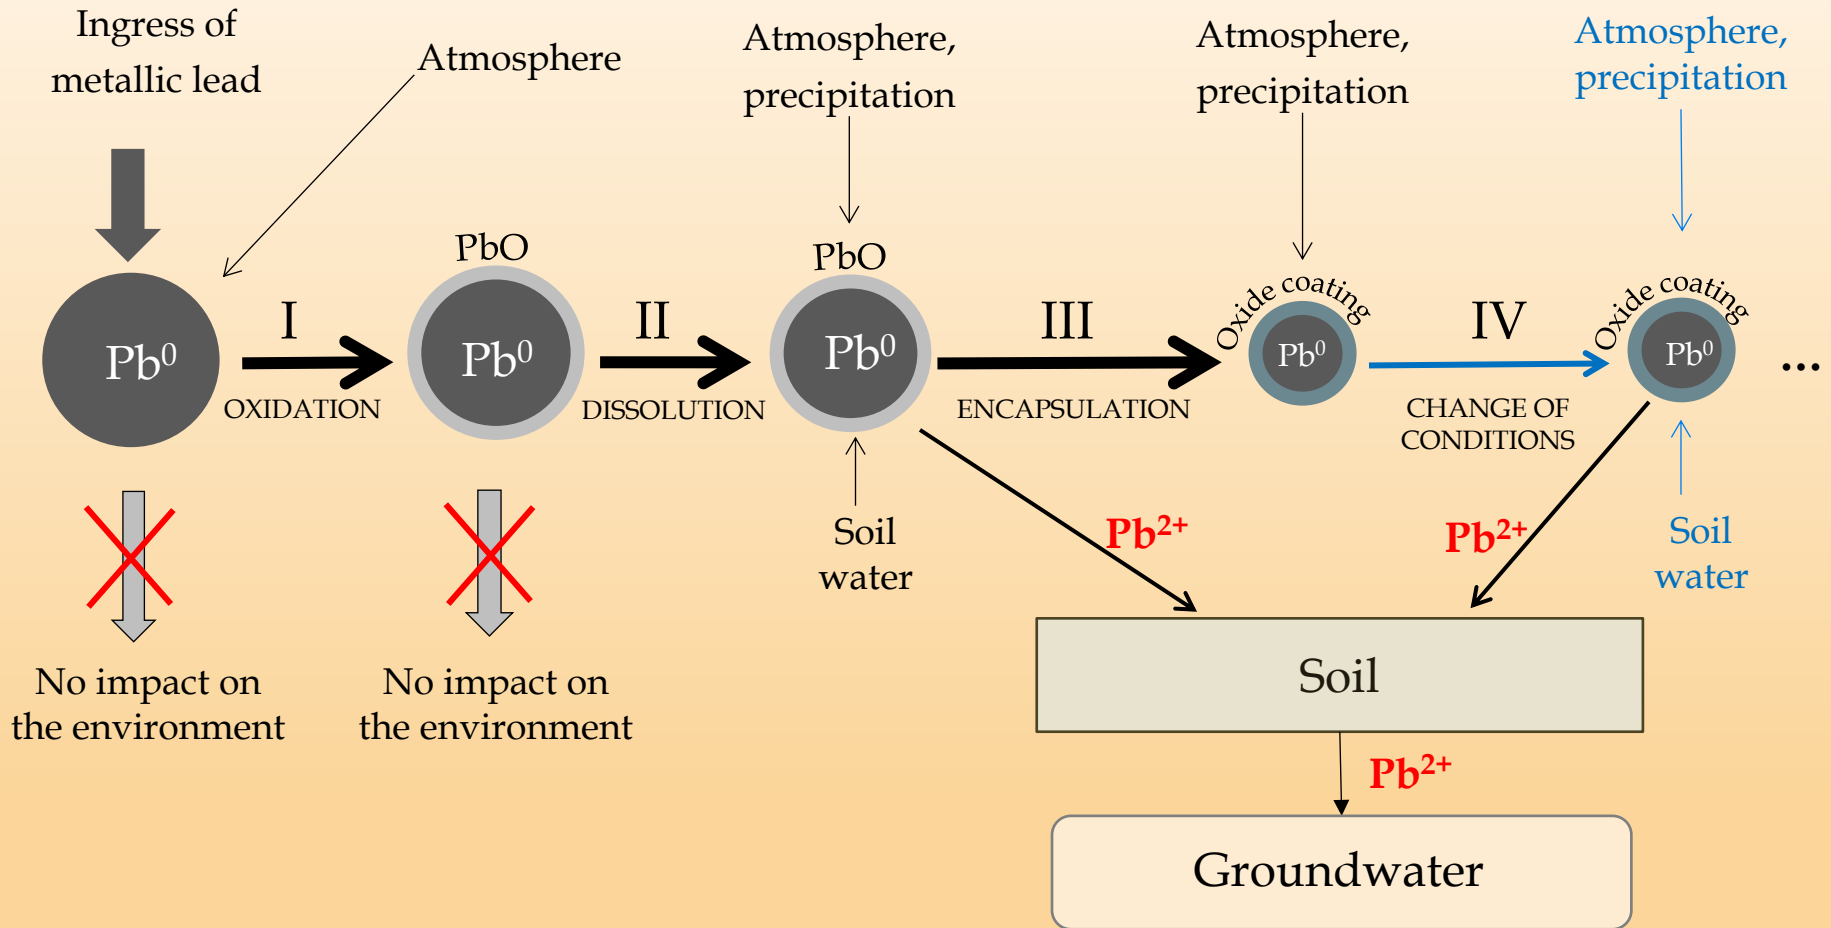 Ingress of
metallic lead
Atmosphere
Atmosphere,
precipitation
Atmosphere,
precipitation
Atmosphere,
precipitation
Pb⁰
I
OXIDATION
PbO
Pb⁰
II
DISSOLUTION
PbO
Pb⁰
III
ENCAPSULATION
Oxide coating
Pb⁰
IV
CHANGE OF
CONDITIONS
Oxide coating
Pb⁰
...
Soil
water
Pb²⁺
Pb²⁺
Soil
water
No impact on
the environment
No impact on
the environment
Soil
Pb²⁺
Groundwater